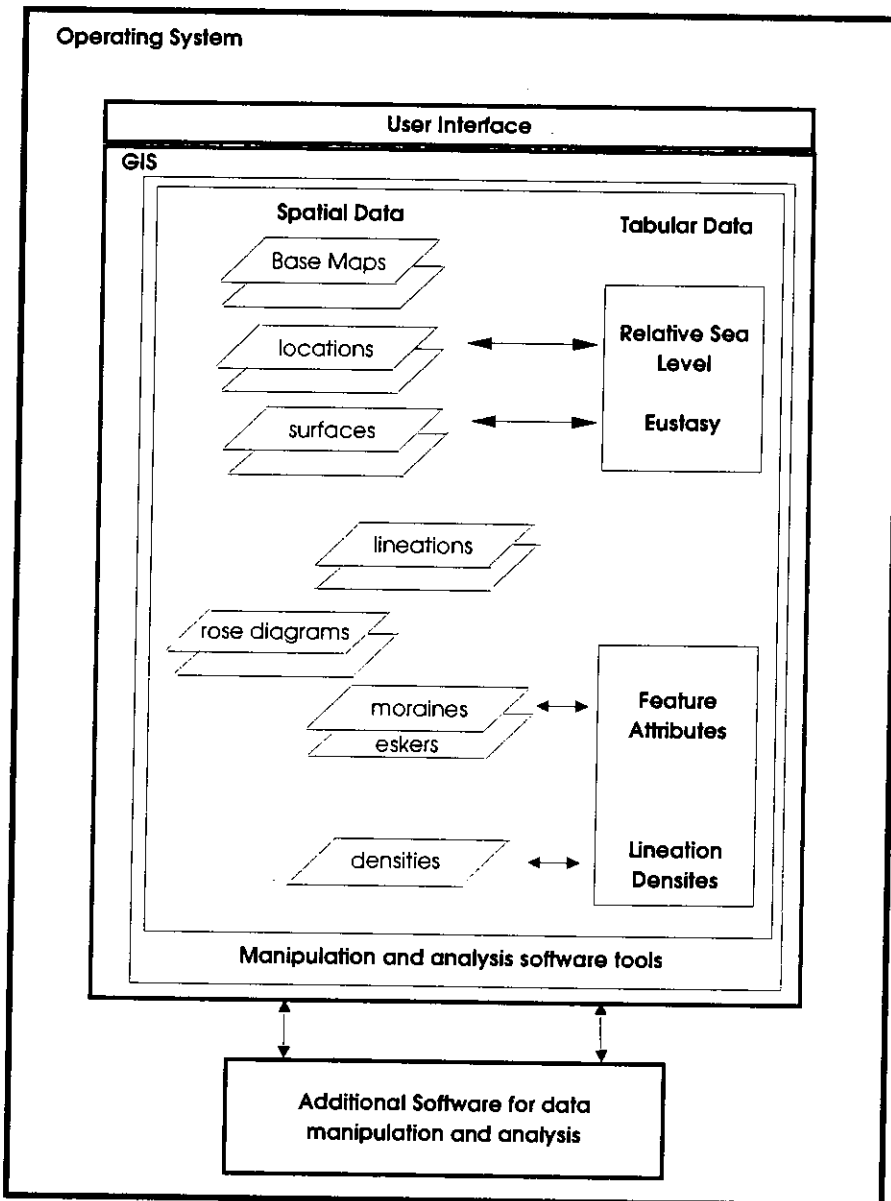 Operating System
User Interface
GIS
Spatial Data
Tabular Data
Base Maps
locations
Relative Sea
Level
surfaces
Eustasy
lineations
rose diagrams
moraines
eskers
Feature
Attributes
densities
Lineation
Densites
Manipulation and analysis software tools
Additional Software for data
manipulation and analysis